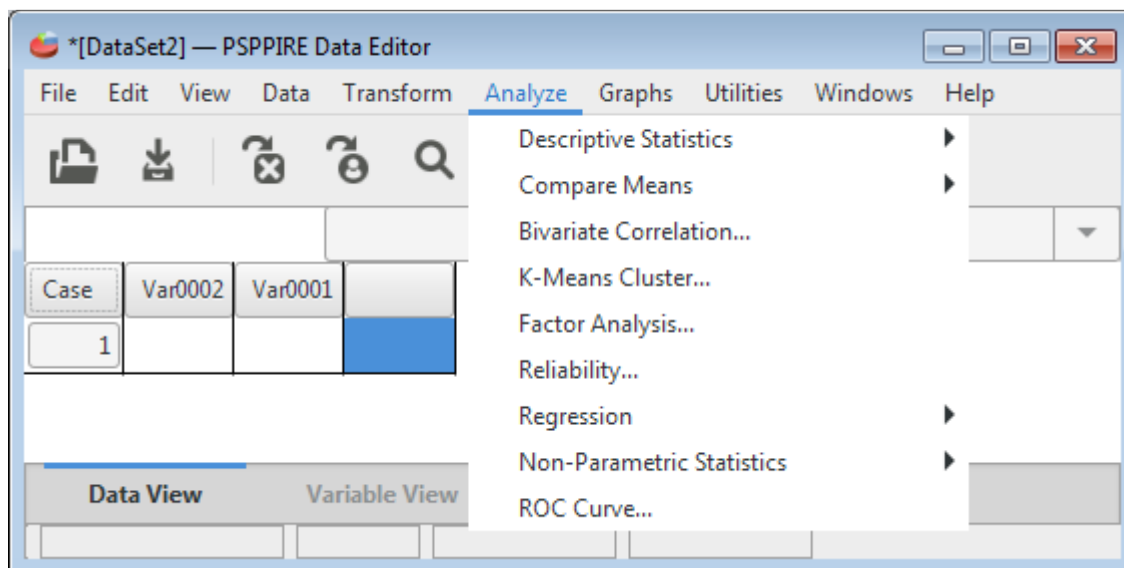 *[DataSet2] — PSPPIRE Data Editor
File Edit View Data Transform Analyze Graphs Utilities Windows Help
Descriptive Statistics
Compare Means
Bivariate Correlation...
K-Means Cluster...
Factor Analysis...
Reliability...
Regression
Non-Parametric Statistics
ROC Curve...
Case Var0002 Var0001
1
Data View Variable View